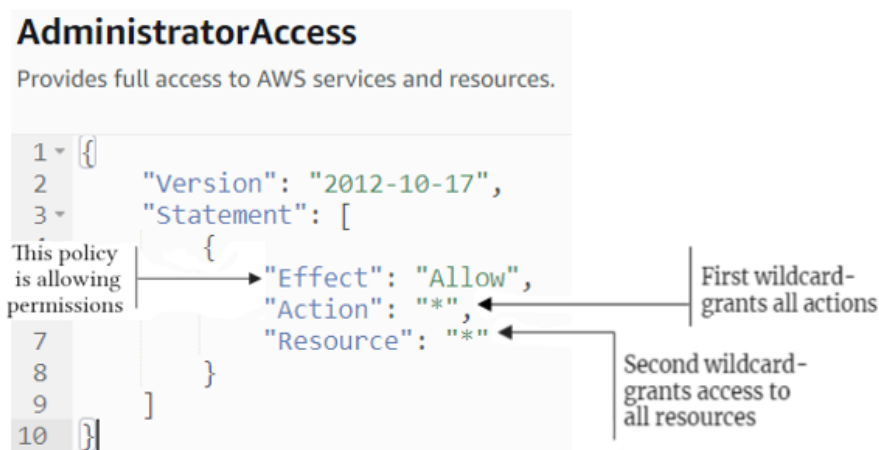 AdministratorAccess
Provides full access to AWS services and resources.
1 {
2 "Version": "2012-10-17",
3 "Statement": [
{
This policy
is allowing
permissions
"Effect": "Allow",
"Action": "*",
7 "Resource": "*"
8 }
9 ]
10 }
First wildcard-
grants all actions
Second wildcard-
grants access to
all resources